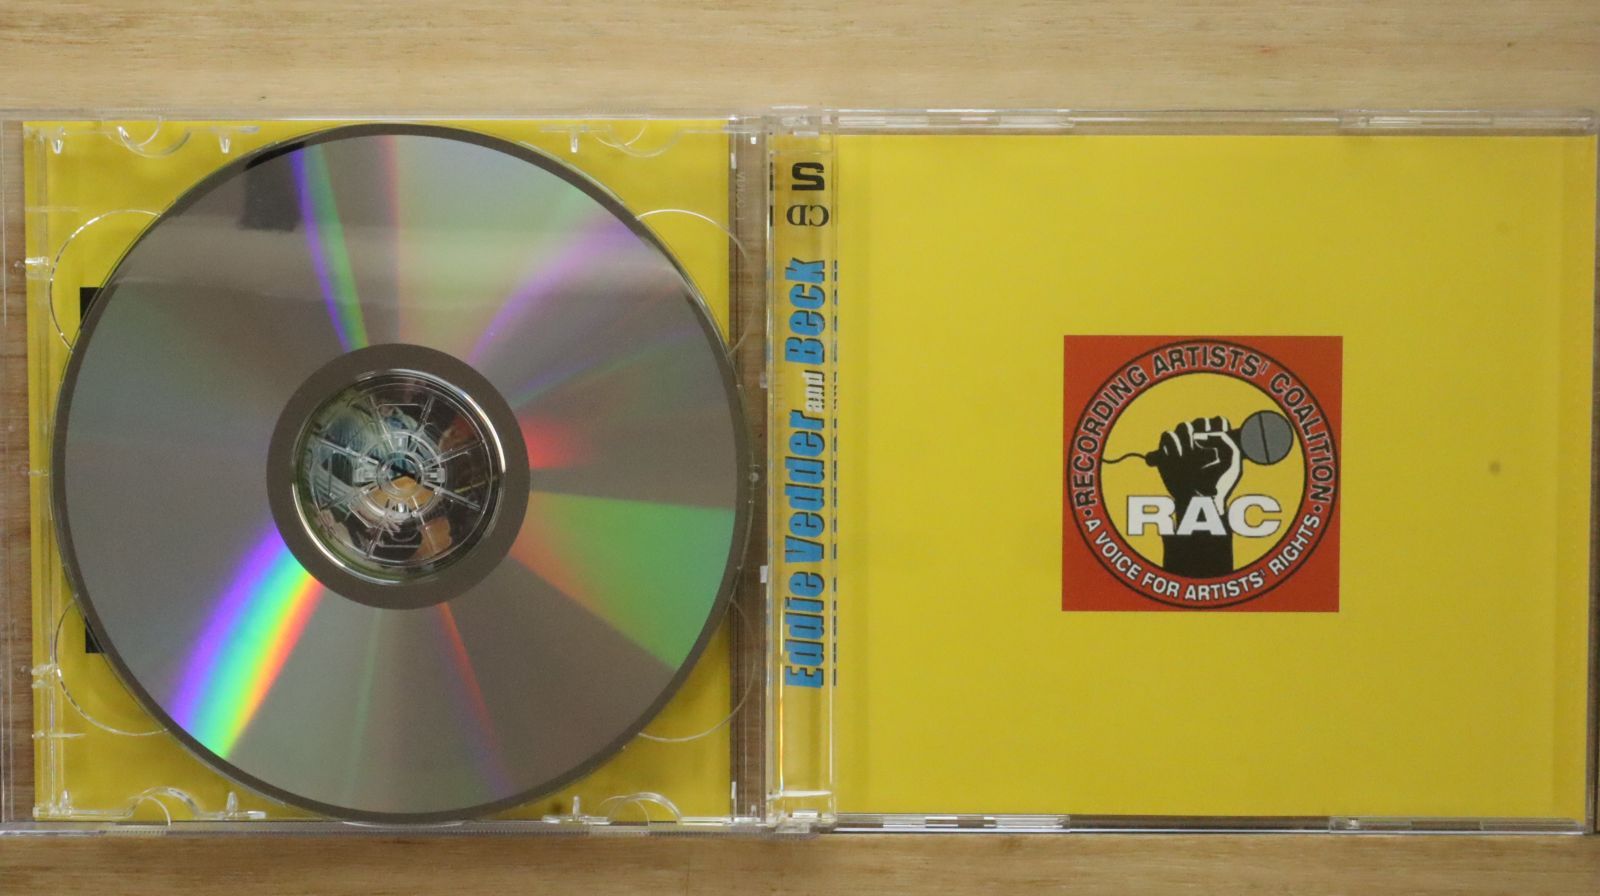 2
CD
Eddie Vedder and Beck
• RECORDING ARTISTS' COALITION •
RAC
A VOICE FOR ARTISTS' RIGHTS